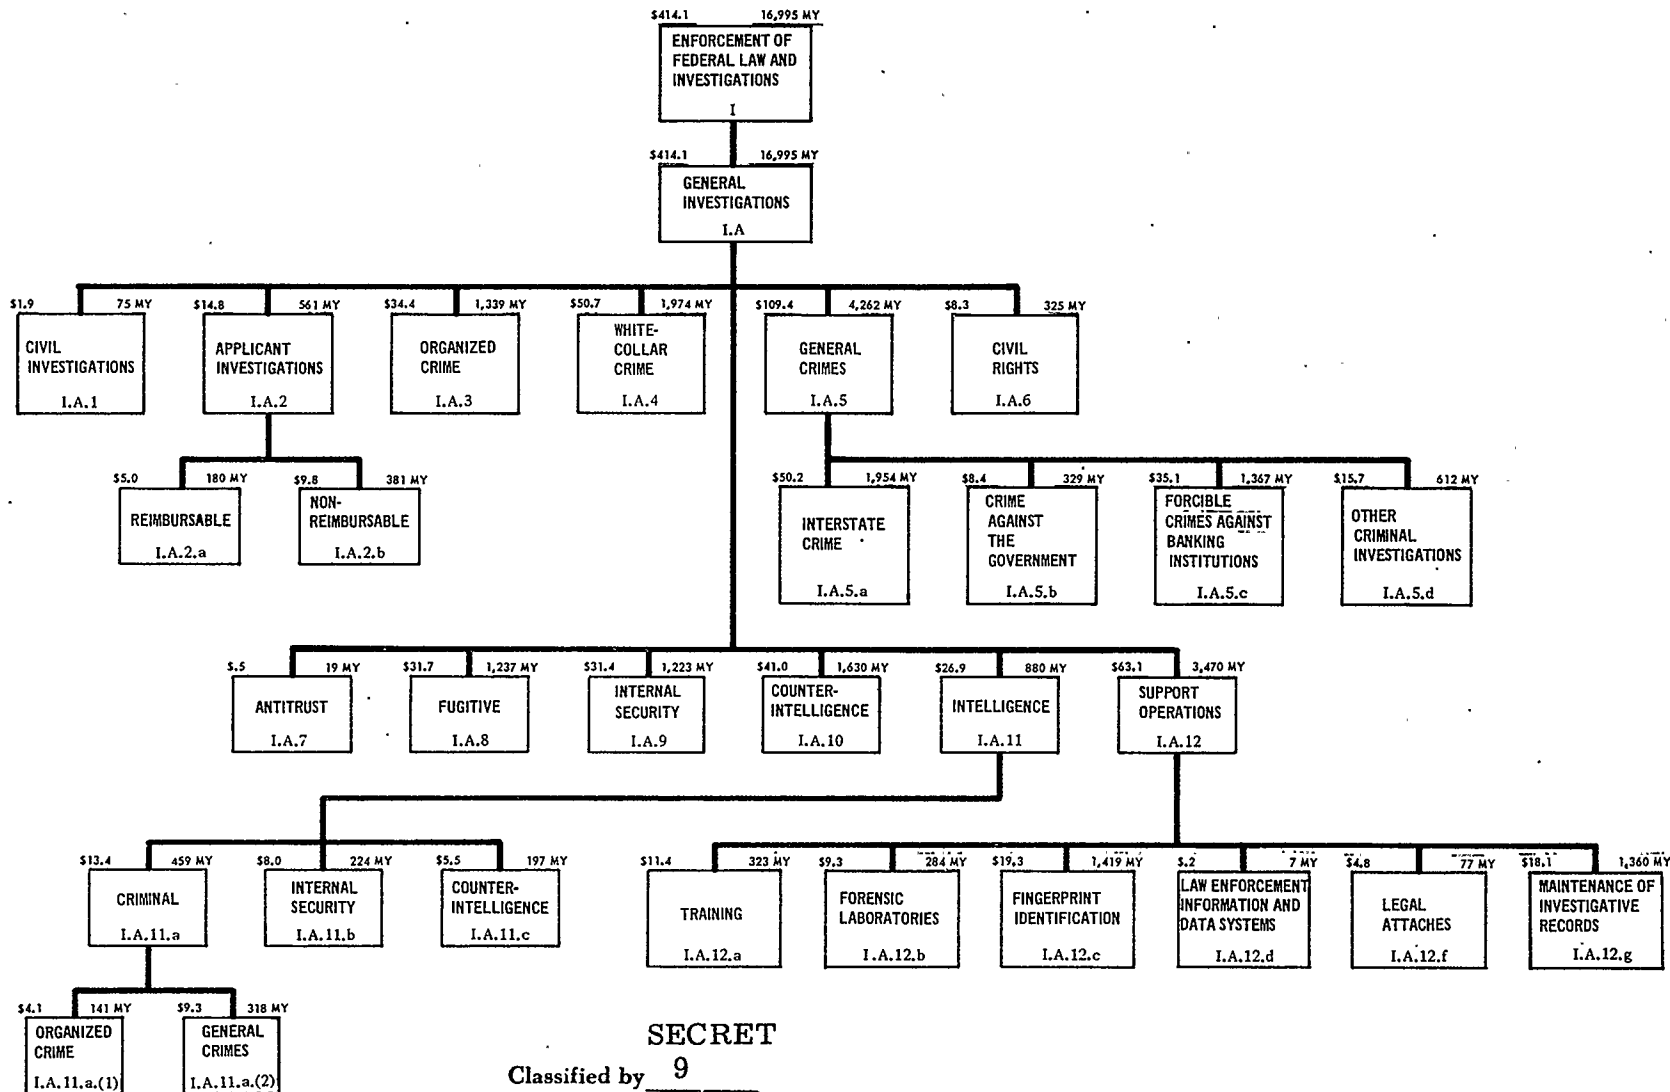 $414.1 16,995 MY
ENFORCEMENT OF
FEDERAL LAW AND
INVESTIGATIONS
I
$414.1 16,995 MY
GENERAL
INVESTIGATIONS
I.A
$1.9 75 MY
CIVIL
INVESTIGATIONS
I.A.1
$14.8 561 MY
APPLICANT
INVESTIGATIONS
I.A.2
$34.4 1,339 MY
ORGANIZED
CRIME
I.A.3
$50.7 1,974 MY
WHITE-
COLLAR
CRIME
I.A.4
$109.4 4,262 MY
GENERAL
CRIMES
I.A.5
$8.3 325 MY
CIVIL
RIGHTS
I.A.6
$5.0 180 MY
REIMBURSABLE
I.A.2.a
$9.8 381 MY
NON-
REIMBURSABLE
I.A.2.b
$50.2 1,954 MY
INTERSTATE
CRIME
I.A.5.a
$8.4 329 MY
CRIME
AGAINST
THE
GOVERNMENT
I.A.5.b
$35.1 1,367 MY
FORCIBLE
CRIMES AGAINST
BANKING
INSTITUTIONS
I.A.5.c
$15.7 612 MY
OTHER
CRIMINAL
INVESTIGATIONS
I.A.5.d
$.5 19 MY
ANTITRUST
I.A.7
$31.7 1,237 MY
FUGITIVE
I.A.8
$31.4 1,223 MY
INTERNAL
SECURITY
I.A.9
$41.0 1,630 MY
COUNTER-
INTELLIGENCE
I.A.10
$26.9 880 MY
INTELLIGENCE
I.A.11
$63.1 3,470 MY
SUPPORT
OPERATIONS
I.A.12
$13.4 459 MY
CRIMINAL
I.A.11.a
$8.0 224 MY
INTERNAL
SECURITY
I.A.11.b
$5.5 197 MY
COUNTER-
INTELLIGENCE
I.A.11.c
$11.4 323 MY
TRAINING
I.A.12.a
$9.3 284 MY
FORENSIC
LABORATORIES
I.A.12.b
$19.3 1,419 MY
FINGERPRINT
IDENTIFICATION
I.A.12.c
$.2 7 MY
LAW ENFORCEMENT
INFORMATION AND
DATA SYSTEMS
I.A.12.d
$4.8 77 MY
LEGAL
ATTACHES
I.A.12.f
$18.1 1,360 MY
MAINTENANCE OF
INVESTIGATIVE
RECORDS
I.A.12.g
$4.1 141 MY
ORGANIZED
CRIME
I.A.11.a.(1)
$9.3 318 MY
GENERAL
CRIMES
I.A.11.a.(2)
SECRET
Classified by 9